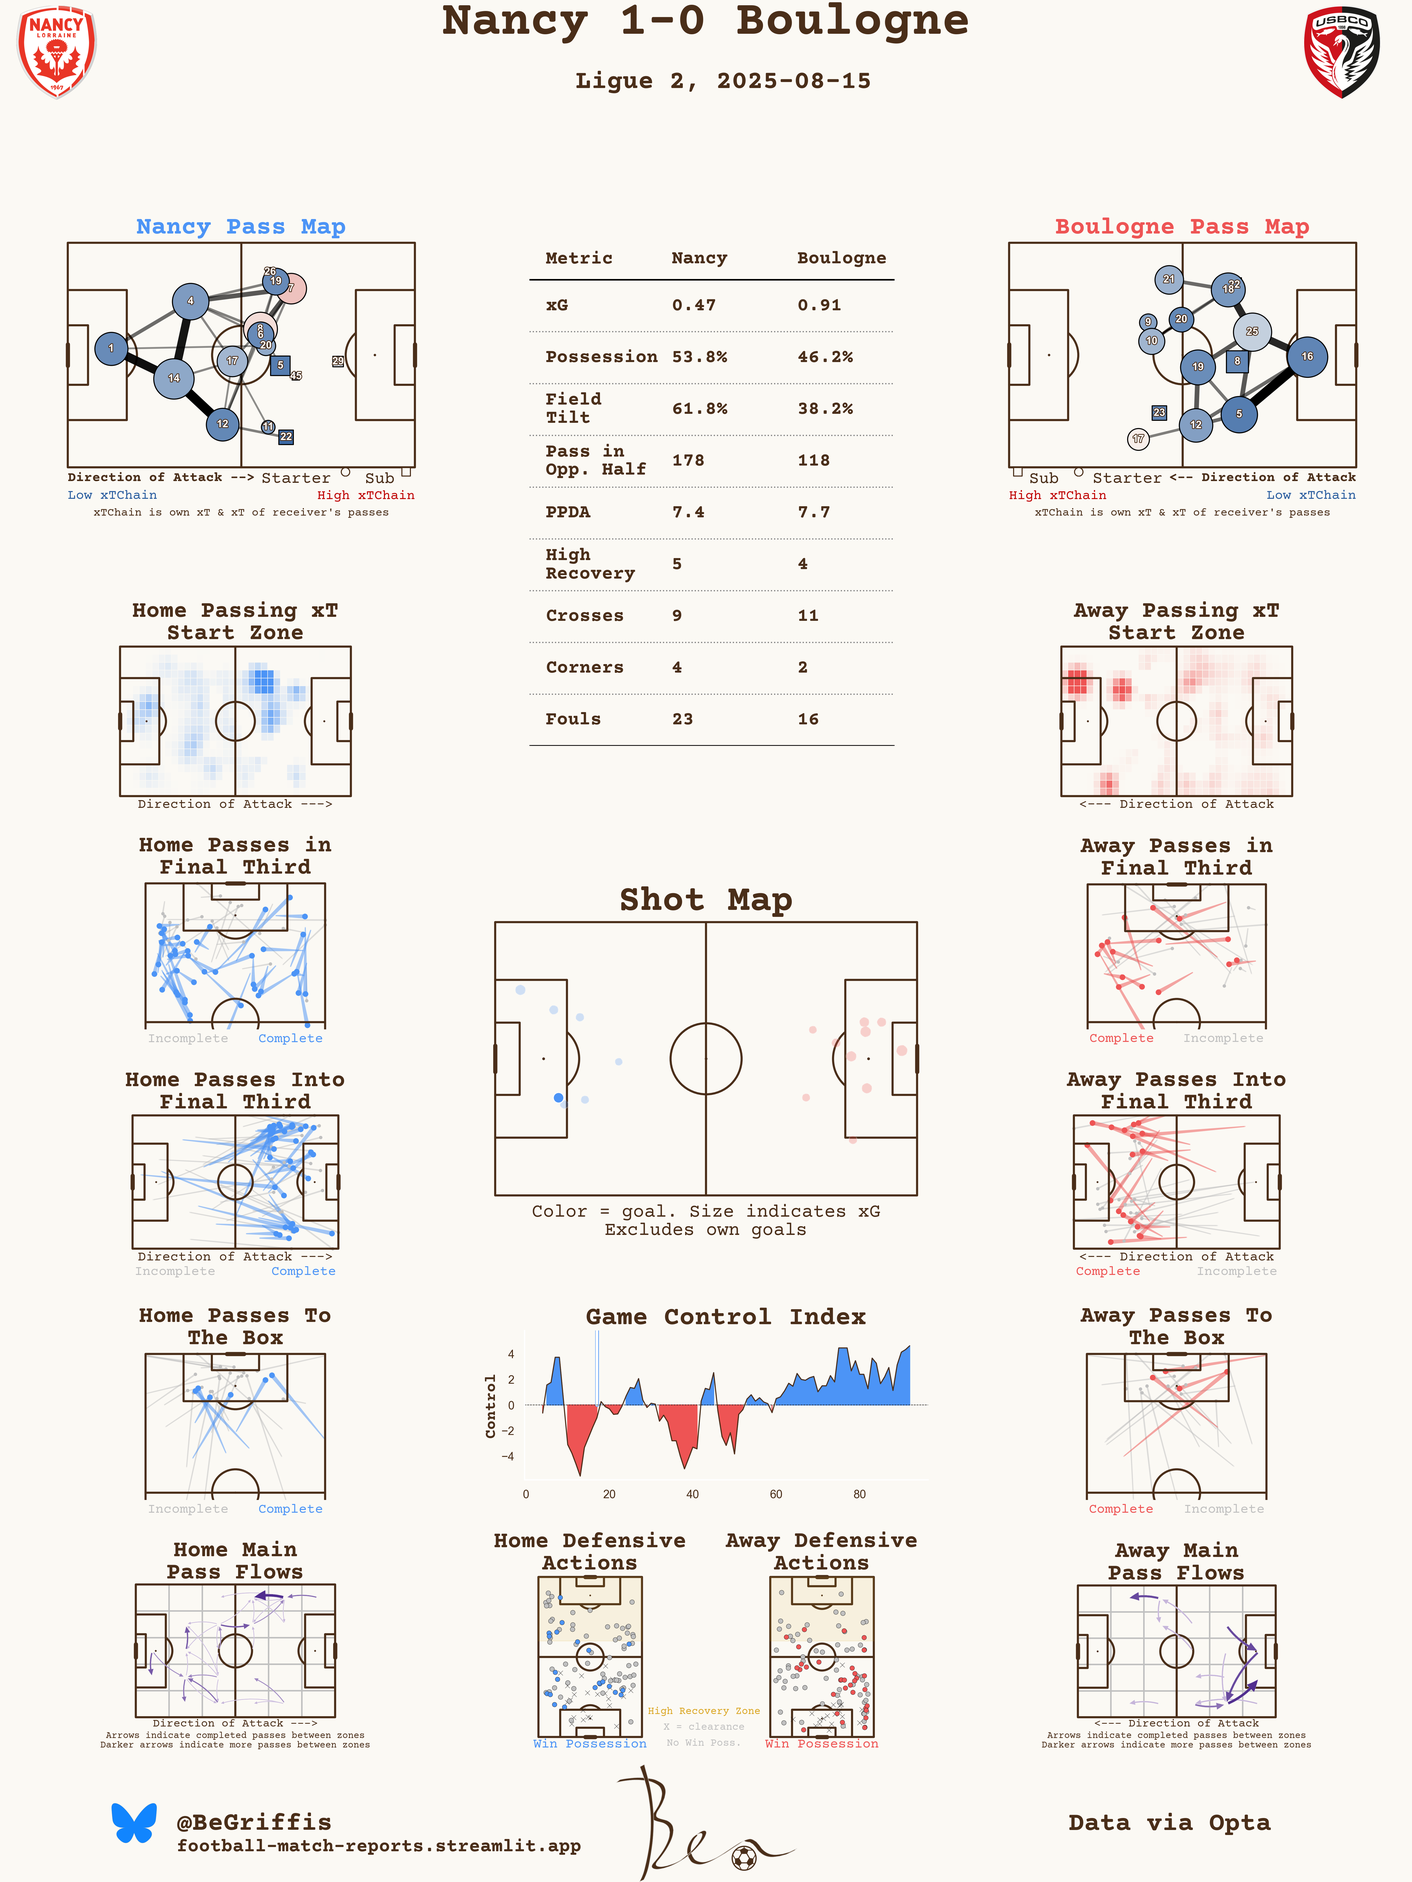 Nancy 1-0 Boulogne
Ligue 2, 2025-08-15
NANCY
LORRAINE
1967
USBCO
Nancy Pass Map
1
4
14
12
17
26
19
7
8
6
20
5
45
29
11
22
Direction of Attack --> Starter Sub
Low xTChain High xTChain
xTChain is own xT & xT of receiver's passes
Metric Nancy Boulogne
xG 0.47 0.91
Possession 53.8% 46.2%
Field
Tilt 61.8% 38.2%
Pass in
Opp. Half 178 118
PPDA 7.4 7.7
High
Recovery 5 4
Crosses 9 11
Corners 4 2
Fouls 23 16
Boulogne Pass Map
21
22
18
9
20
10
25
16
19
8
23
5
12
17
Sub Starter <-- Direction of Attack
High xTChain Low xTChain
xTChain is own xT & xT of receiver's passes
Home Passing xT
Start Zone
Direction of Attack --->
Away Passing xT
Start Zone
<--- Direction of Attack
Home Passes in
Final Third
Incomplete Complete
Away Passes in
Final Third
Complete Incomplete
Shot Map
Color = goal. Size indicates xG
Excludes own goals
Home Passes Into
Final Third
Direction of Attack --->
Incomplete Complete
Away Passes Into
Final Third
<--- Direction of Attack
Complete Incomplete
Home Passes To
The Box
Incomplete Complete
Game Control Index
Control
4
2
0
−2
−4
0 20 40 60 80
Away Passes To
The Box
Complete Incomplete
Home Main
Pass Flows
Direction of Attack --->
Arrows indicate completed passes between zones
Darker arrows indicate more passes between zones
Home Defensive
Actions
Win Possession
Away Defensive
Actions
Win Possession
High Recovery Zone
X = clearance
No Win Poss.
Away Main
Pass Flows
<--- Direction of Attack
Arrows indicate completed passes between zones
Darker arrows indicate more passes between zones
@BeGriffis
football-match-reports.streamlit.app
Ben
Data via Opta